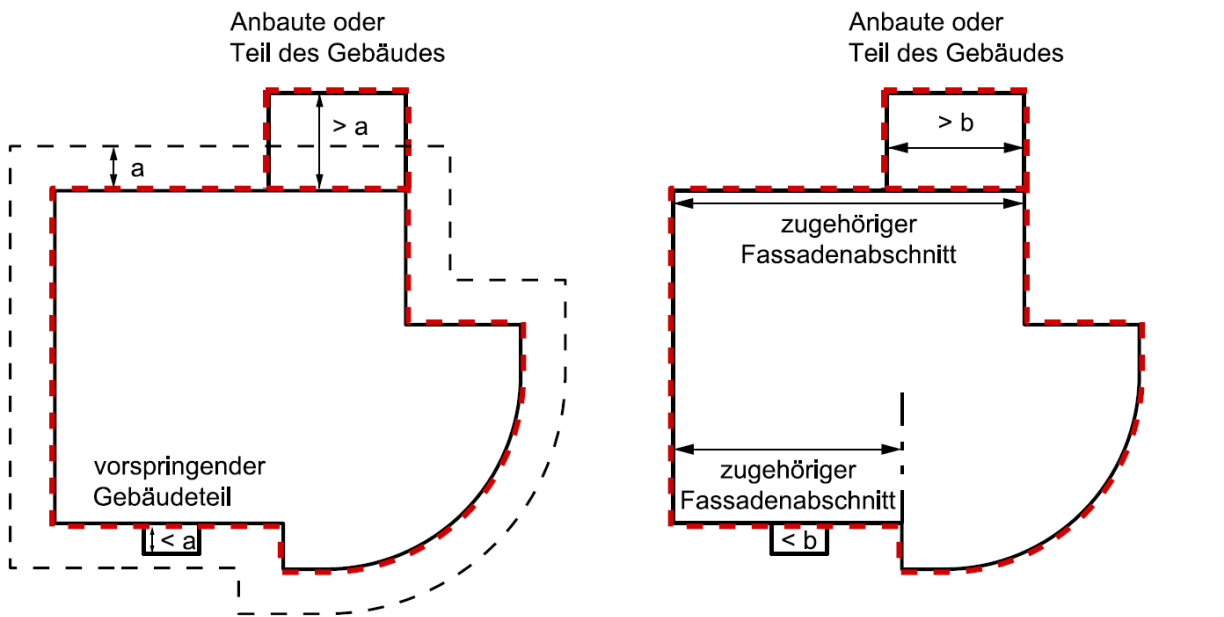 Anbaute oder
Teil des Gebäudes
> a
a
vorspringender
Gebäudeteil
< a
Anbaute oder
Teil des Gebäudes
> b
zugehöriger
Fassadenabschnitt
zugehöriger
Fassadenabschnitt
< b